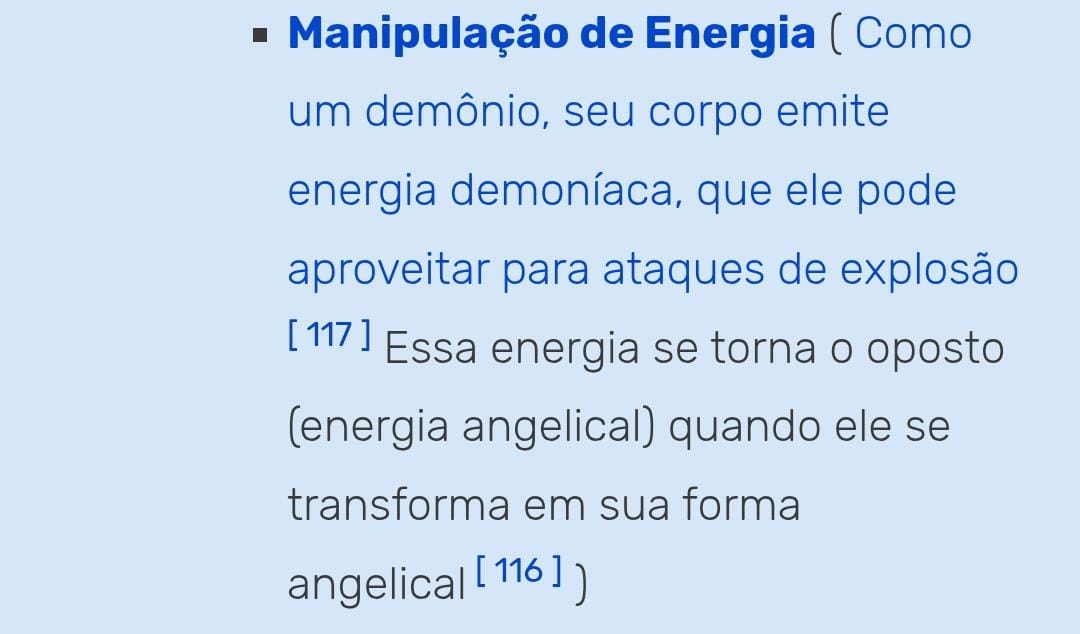 ▪ Manipulação de Energia ( Como
um demônio, seu corpo emite
energia demoníaca, que ele pode
aproveitar para ataques de explosão
[ 117 ] Essa energia se torna o oposto
(energia angelical) quando ele se
transforma em sua forma
angelical [ 116 ] )